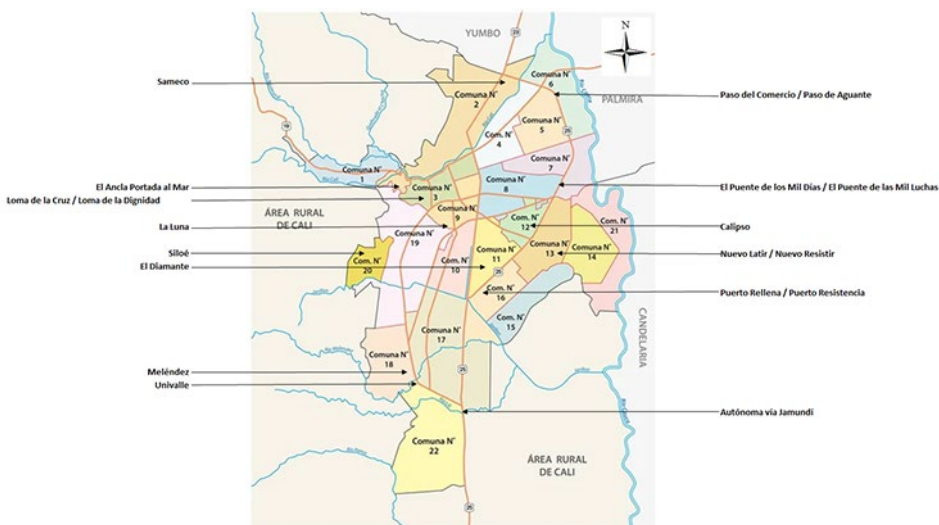 YUMBO
N
Comuna N°
6
Sameco
Comuna N°
2
Paso del Comercio / Paso de Aguante
PALMIRA
Comuna N°
5
Com. N°
4
25
Comuna N°
7
Comuna N°
1
Comuna N°
8
El Ancla Portada al Mar
Comuna N°
3
El Puente de los Mil Días / El Puente de las Mil Luchas
Loma de la Cruz / Loma de la Dignidad
ÁREA RURAL
DE CALI
Comuna N°
9
La Luna
Com. N°
12
Calipso
Com. N°
21
Comuna N°
19
Siloé
Com. N°
20
Com. N°
10
Comuna N°
11
Comuna N°
13
Comuna N°
14
Nuevo Latir / Nuevo Resistir
El Diamante
25
Com. N°
16
Puerto Rellena / Puerto Resistencia
Com. N°
15
CANDELARIA
Comuna N°
17
Comuna N°
18
Meléndez
25
Univalle
Autónoma vía Jamundí
Comuna N°
22
ÁREA RURAL
DE CALI
25